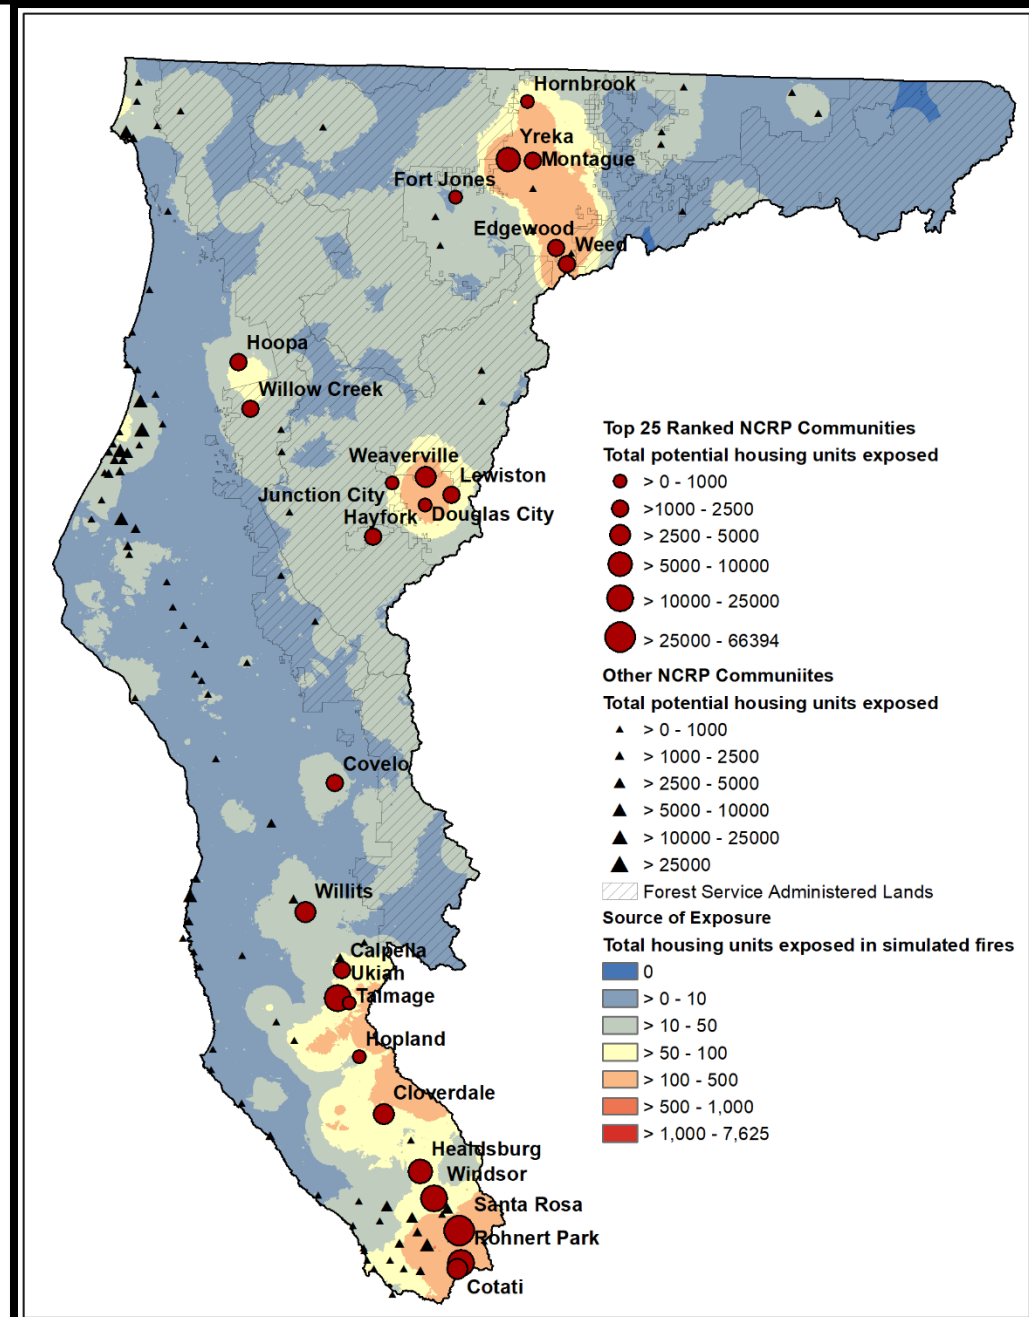 Hornbrook
Yreka
Montague
Fort Jones
Edgewood
Weed
Hoopa
Willow Creek
Weaverville
Lewiston
Junction City
Douglas City
Hayfork
Covelo
Willits
Calpella
Ukiah
Talmage
Hopland
Cloverdale
Healdsburg
Windsor
Santa Rosa
Rohnert Park
Cotati
Top 25 Ranked NCRP Communities
Total potential housing units exposed
> 0 - 1000
>1000 - 2500
> 2500 - 5000
> 5000 - 10000
> 10000 - 25000
> 25000 - 66394
Other NCRP Communiites
Total potential housing units exposed
> 0 - 1000
> 1000 - 2500
> 2500 - 5000
> 5000 - 10000
> 10000 - 25000
> 25000
Forest Service Administered Lands
Source of Exposure
Total housing units exposed in simulated fires
0
> 0 - 10
> 10 - 50
> 50 - 100
> 100 - 500
> 500 - 1,000
> 1,000 - 7,625